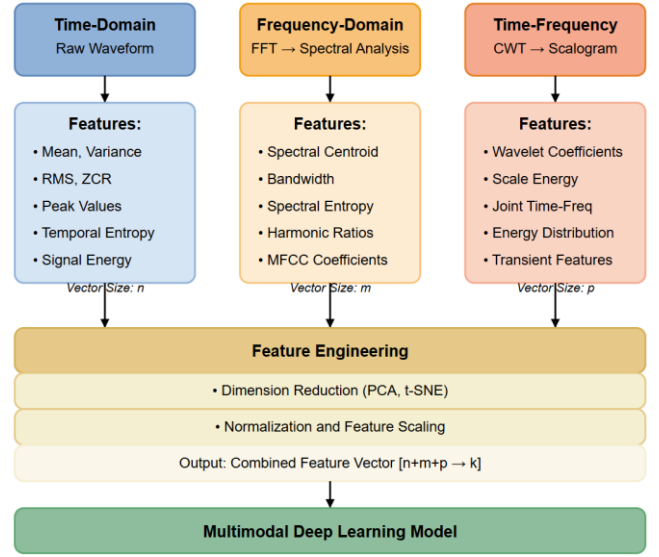 Time-Domain
Raw Waveform
Frequency-Domain
FFT → Spectral Analysis
Time-Frequency
CWT → Scalogram
Features:
• Mean, Variance
• RMS, ZCR
• Peak Values
• Temporal Entropy
• Signal Energy
Vector Size: n
Features:
• Spectral Centroid
• Bandwidth
• Spectral Entropy
• Harmonic Ratios
• MFCC Coefficients
Vector Size: m
Features:
• Wavelet Coefficients
• Scale Energy
• Joint Time-Freq
• Energy Distribution
• Transient Features
Vector Size: p
Feature Engineering
• Dimension Reduction (PCA, t-SNE)
• Normalization and Feature Scaling
Output: Combined Feature Vector [n+m+p → k]
Multimodal Deep Learning Model